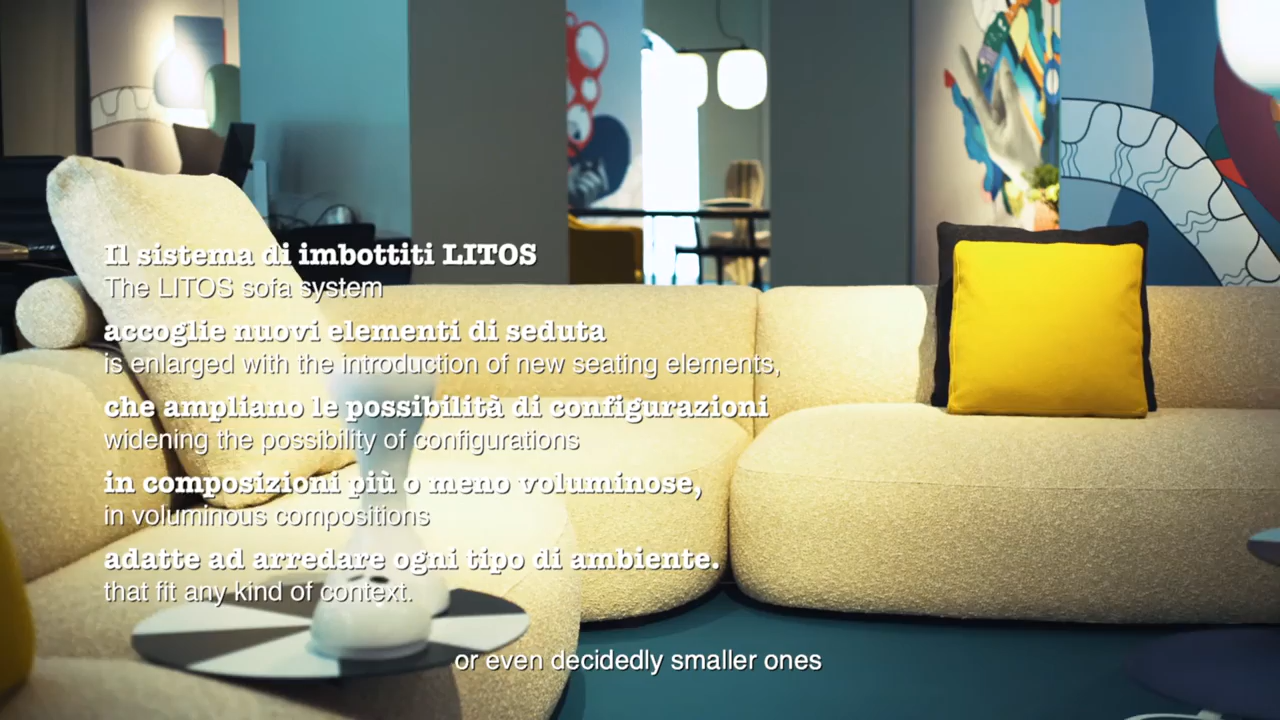 Il sistema di imbottiti LITOS
The LITOS sofa system
accoglie nuovi elementi di seduta
is enlarged with the introduction of new seating elements,
che ampliano le possibilità di configurazioni
widening the possibility of configurations
in composizioni più o meno voluminose,
in voluminous compositions
adatte ad arredare ogni tipo di ambiente.
that fit any kind of context.
or even decidedly smaller ones